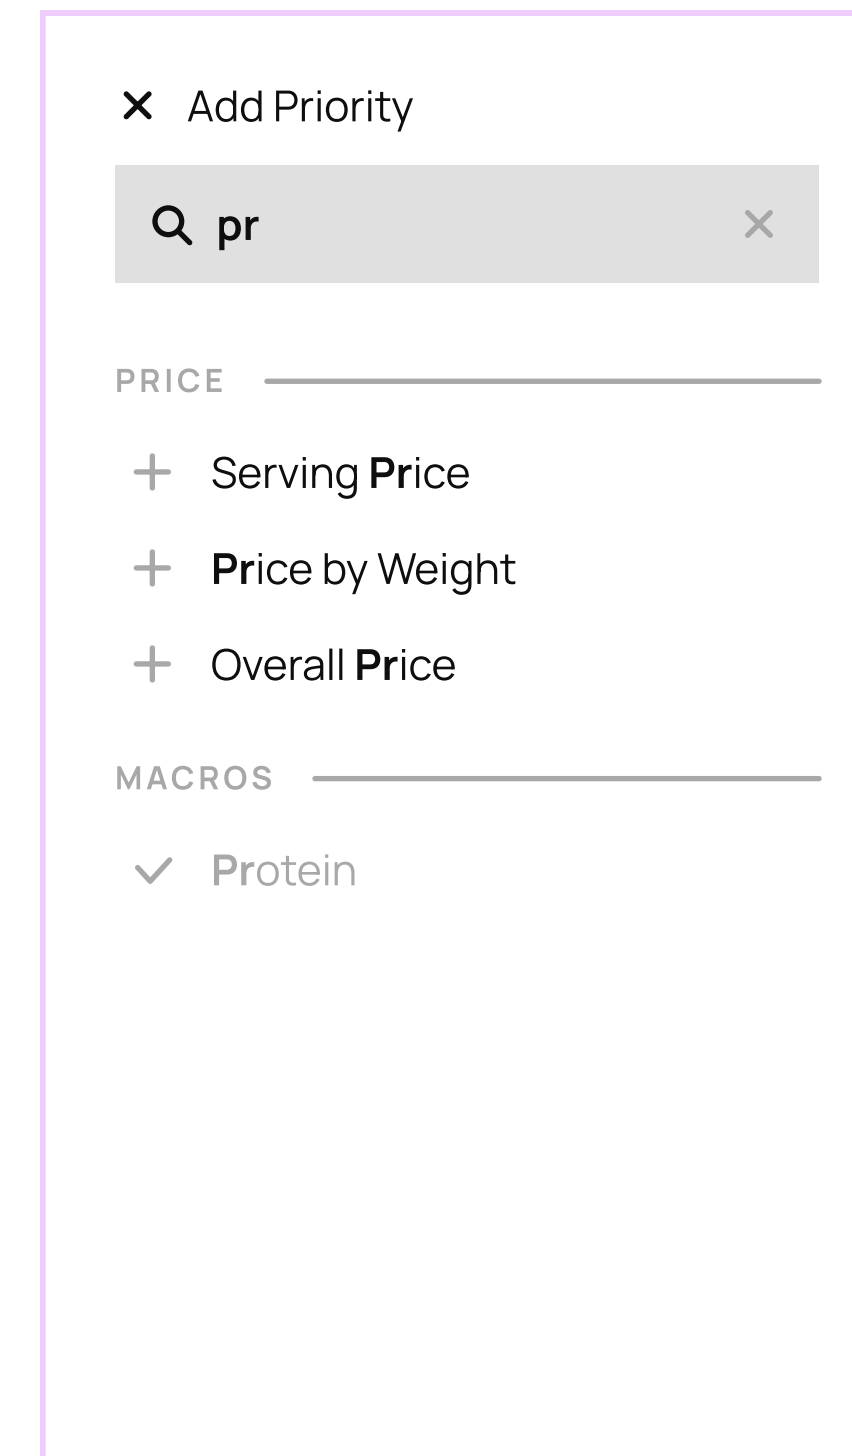 Add Priority
pr
PRICE
Serving Price
Price by Weight
Overall Price
MACROS
Protein